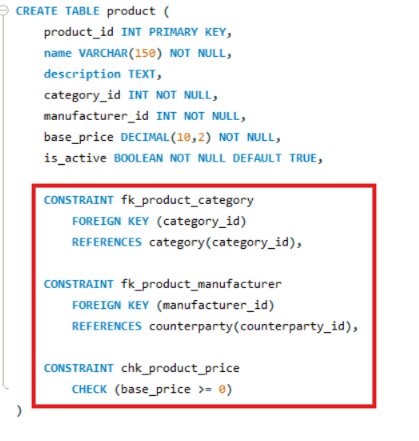 CREATE TABLE product (
product_id INT PRIMARY KEY,
name VARCHAR(150) NOT NULL,
description TEXT,
category_id INT NOT NULL,
manufacturer_id INT NOT NULL,
base_price DECIMAL(10,2) NOT NULL,
is_active BOOLEAN NOT NULL DEFAULT TRUE,
CONSTRAINT fk_product_category
FOREIGN KEY (category_id)
REFERENCES category(category_id),
CONSTRAINT fk_product_manufacturer
FOREIGN KEY (manufacturer_id)
REFERENCES counterparty(counterparty_id),
CONSTRAINT chk_product_price
CHECK (base_price >= 0)
)